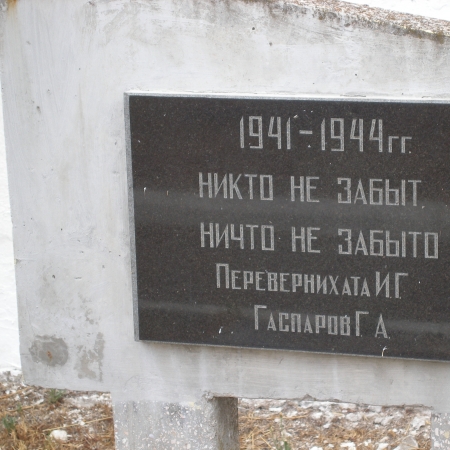 1941-1944гг.
НИКТО НЕ ЗАБЫТ
НИЧТО НЕ ЗАБЫТО
ПЕРЕВЕРНИХАТА И.Г.
ГАСПАРОВ Г.А.